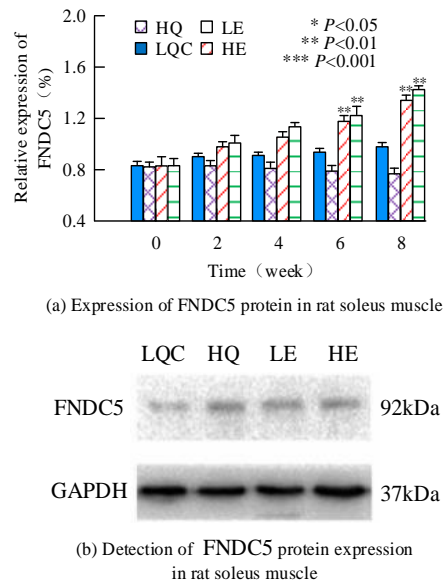 HQ LE
LQC HE
* P<0.05
** P<0.01
*** P<0.001
Relative expression of
FNDC5（%）
1.6
1.2
0.8
0.4
** **
** **
0 2 4 6 8
Time（week）
(a) Expression of FNDC5 protein in rat soleus muscle
LQC HQ LE HE
FNDC5 92kDa
GAPDH 37kDa
(b) Detection of FNDC5 protein expression
in rat soleus muscle